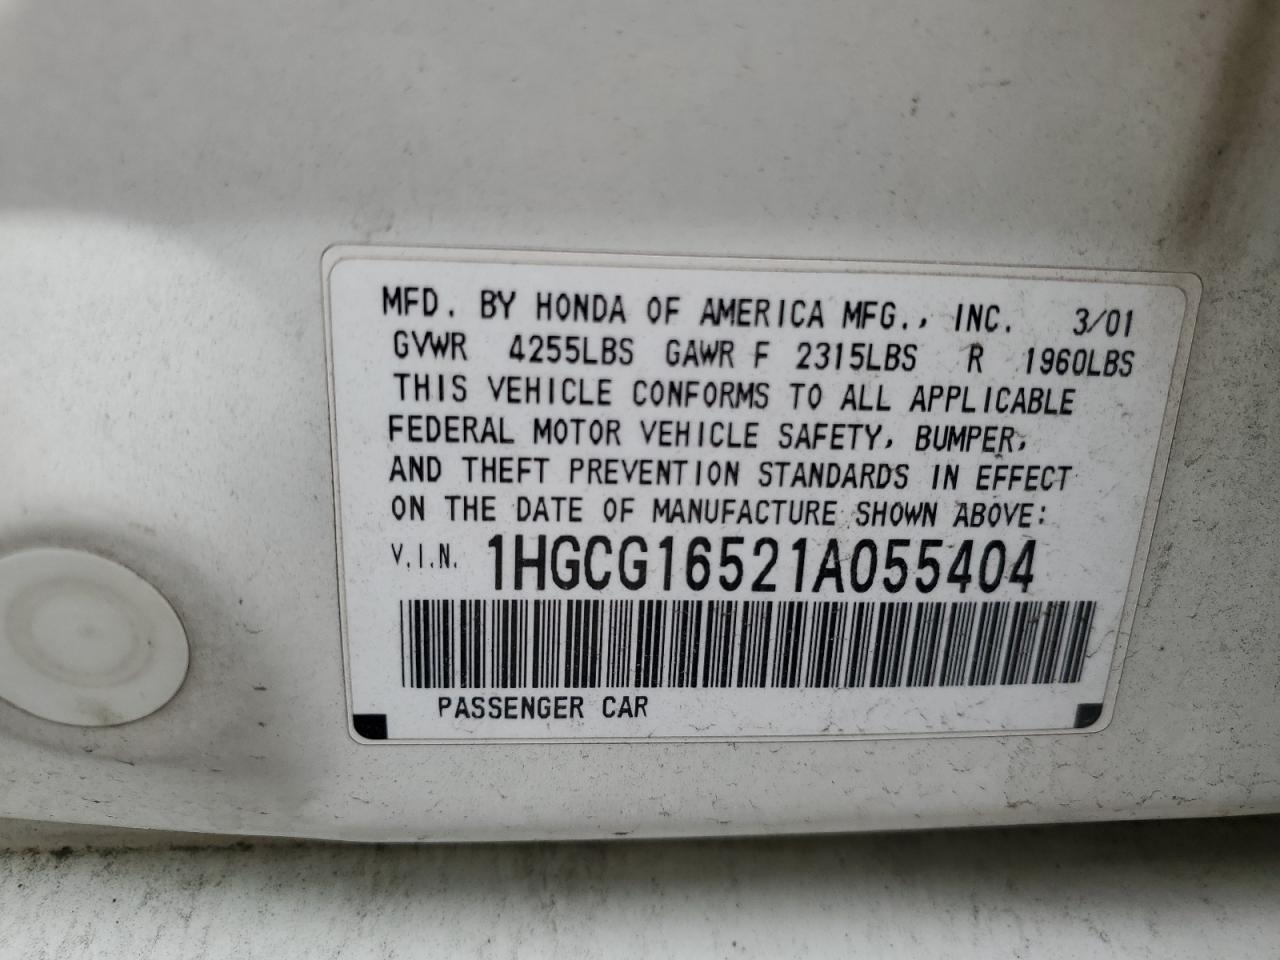 MFD. BY HONDA OF AMERICA MFG., INC. 3/01
GVWR 4255LBS GAWR F 2315LBS R 1960LBS
THIS VEHICLE CONFORMS TO ALL APPLICABLE
FEDERAL MOTOR VEHICLE SAFETY, BUMPER,
AND THEFT PREVENTION STANDARDS IN EFFECT
ON THE DATE OF MANUFACTURE SHOWN ABOVE:
V.I.N. 1HGCG16521A055404
PASSENGER CAR